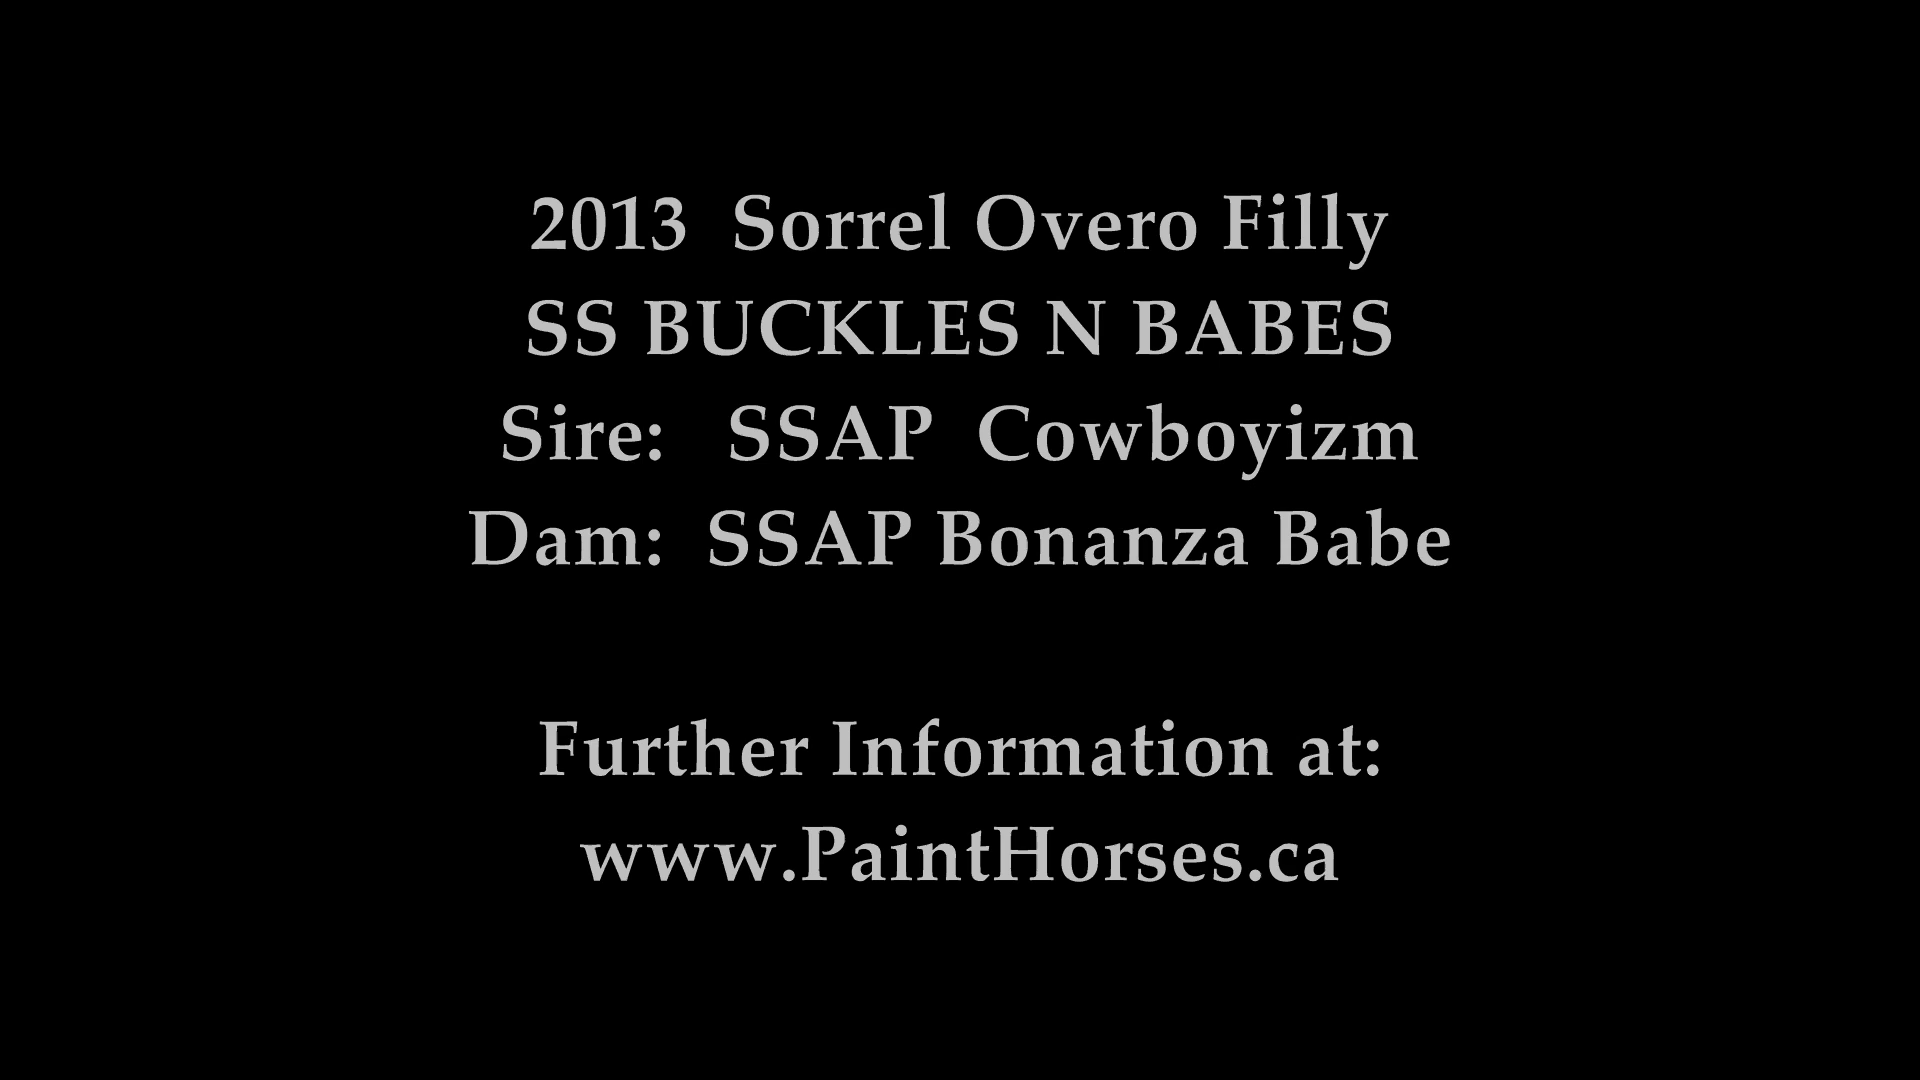 2013 Sorrel Overo Filly
SS BUCKLES N BABES
Sire: SSAP Cowboyizm
Dam: SSAP Bonanza Babe
Further Information at:
www.PaintHorses.ca